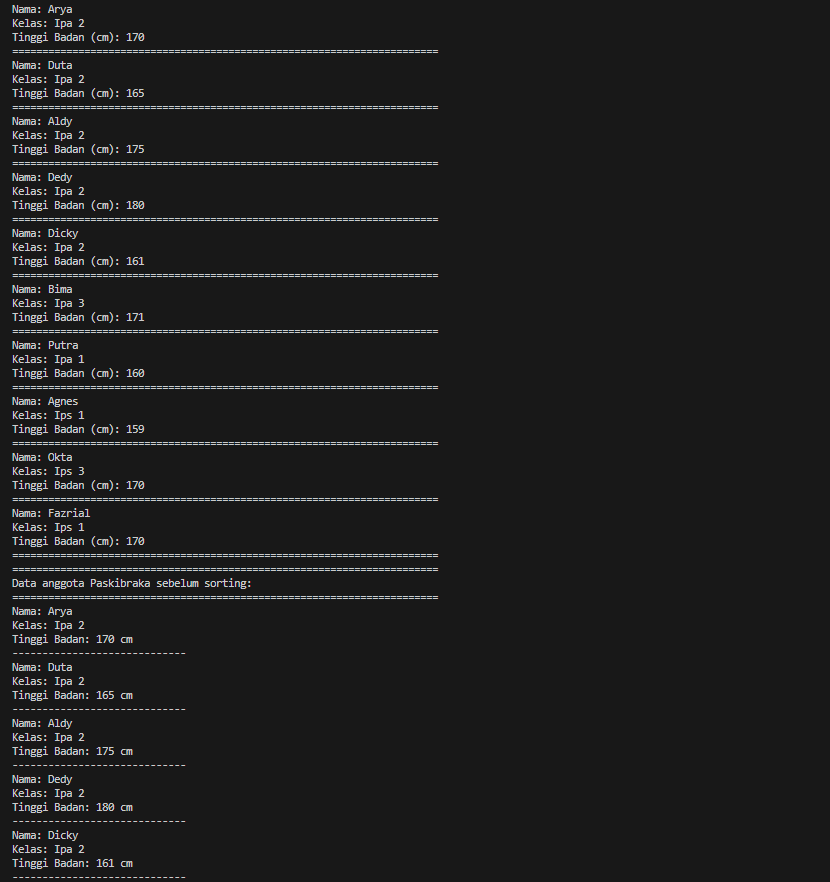 Nama: Arya
Kelas: Ipa 2
Tinggi Badan (cm): 170
=======================================================================
Nama: Duta
Kelas: Ipa 2
Tinggi Badan (cm): 165
=======================================================================
Nama: Aldy
Kelas: Ipa 2
Tinggi Badan (cm): 175
=======================================================================
Nama: Dedy
Kelas: Ipa 2
Tinggi Badan (cm): 180
=======================================================================
Nama: Dicky
Kelas: Ipa 2
Tinggi Badan (cm): 161
=======================================================================
Nama: Bima
Kelas: Ipa 3
Tinggi Badan (cm): 171
=======================================================================
Nama: Putra
Kelas: Ipa 1
Tinggi Badan (cm): 160
=======================================================================
Nama: Agnes
Kelas: Ips 1
Tinggi Badan (cm): 159
=======================================================================
Nama: Okta
Kelas: Ips 3
Tinggi Badan (cm): 170
=======================================================================
Nama: Fazrial
Kelas: Ips 1
Tinggi Badan (cm): 170
=======================================================================
=======================================================================
Data anggota Paskibraka sebelum sorting:
=======================================================================
Nama: Arya
Kelas: Ipa 2
Tinggi Badan: 170 cm
-----------------------------
Nama: Duta
Kelas: Ipa 2
Tinggi Badan: 165 cm
-----------------------------
Nama: Aldy
Kelas: Ipa 2
Tinggi Badan: 175 cm
-----------------------------
Nama: Dedy
Kelas: Ipa 2
Tinggi Badan: 180 cm
-----------------------------
Nama: Dicky
Kelas: Ipa 2
Tinggi Badan: 161 cm
-----------------------------